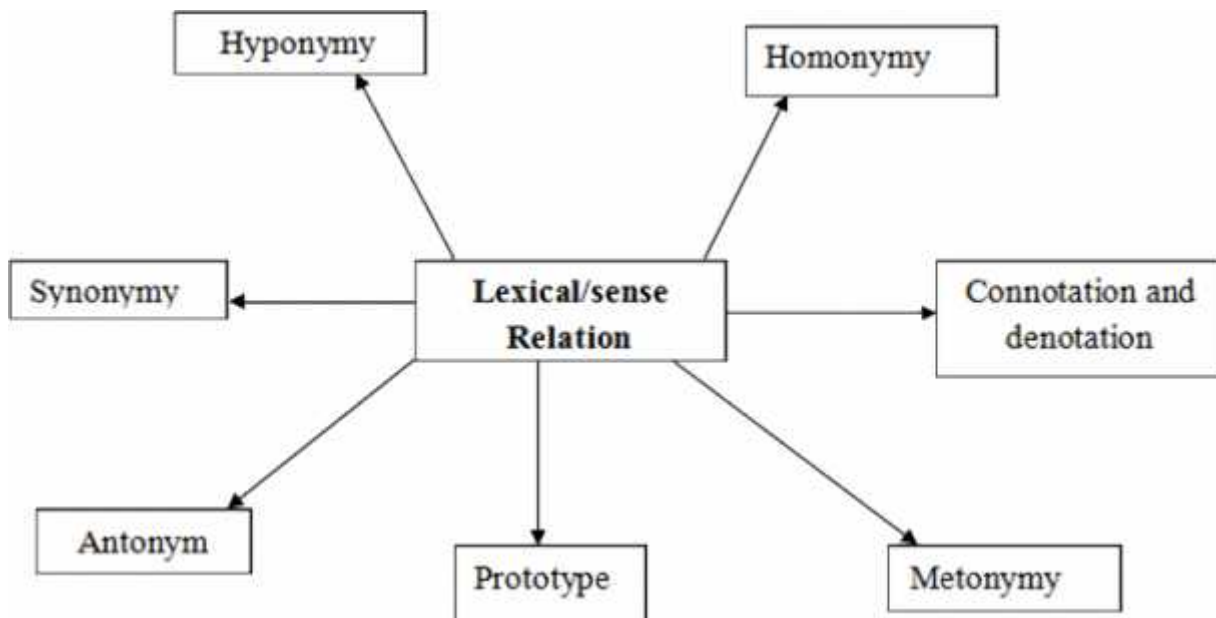 Hyponymy
Homonymy
Synonymy
Lexical/sense
Relation
Connotation and
denotation
Antonym
Prototype
Metonymy